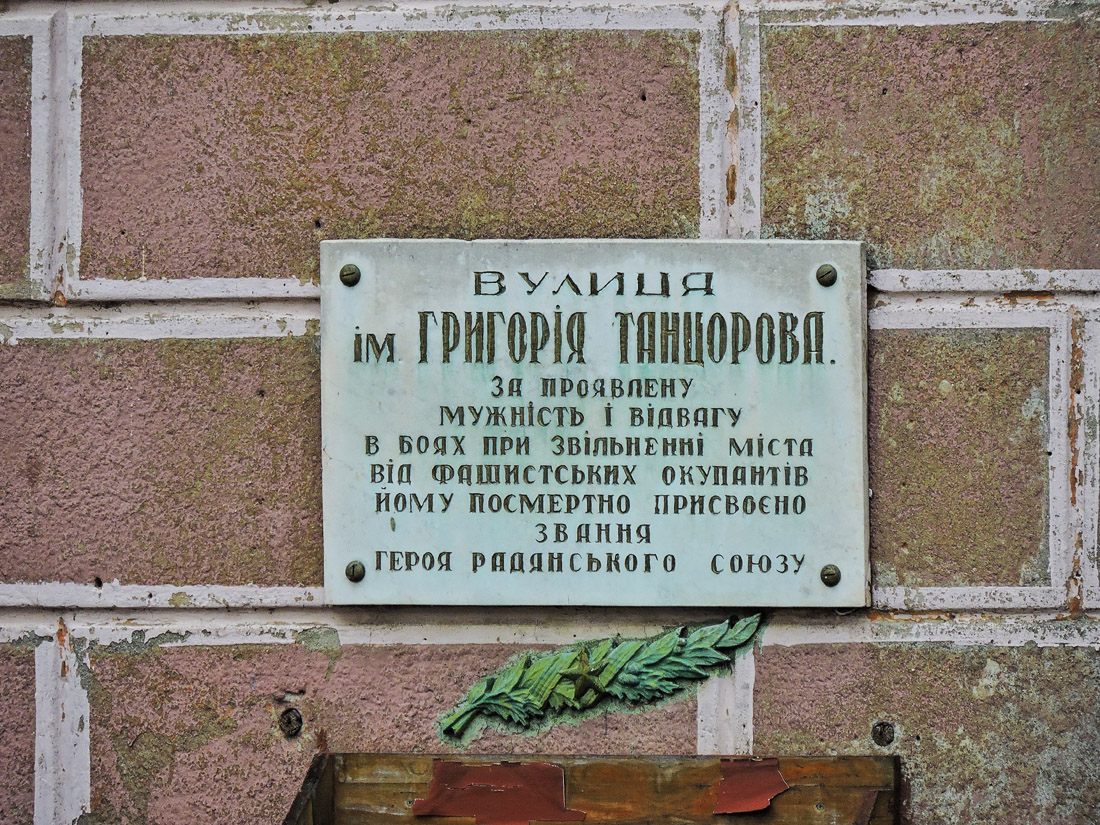 ВУЛИЦЯ
ім. ГРИГОРІЯ ТАНЦОРОВА.
ЗА ПРОЯВЛЕНУ
МУЖНІСТЬ І ВІДВАГУ
В БОЯХ ПРИ ЗВІЛЬНЕННІ МІСТА
ВІД ФАШИСТСЬКИХ ОКУПАНТІВ
ЙОМУ ПОСМЕРТНО ПРИСВОЄНО
ЗВАННЯ
ГЕРОЯ РАДЯНСЬКОГО СОЮЗУ